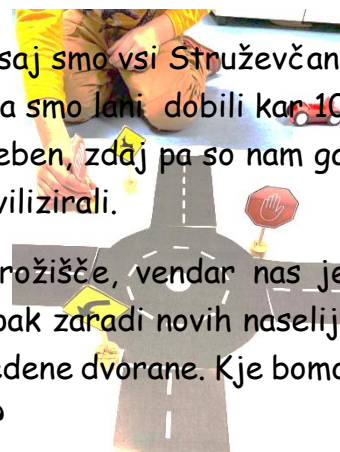 saj smo vsi Struževčan
a smo lani dobili kar 10
eben, zdaj pa so nam ga
vilizirali.
rožišče, vendar nas je
pak zaradi novih naselij
edene dvorane. Kje bomo